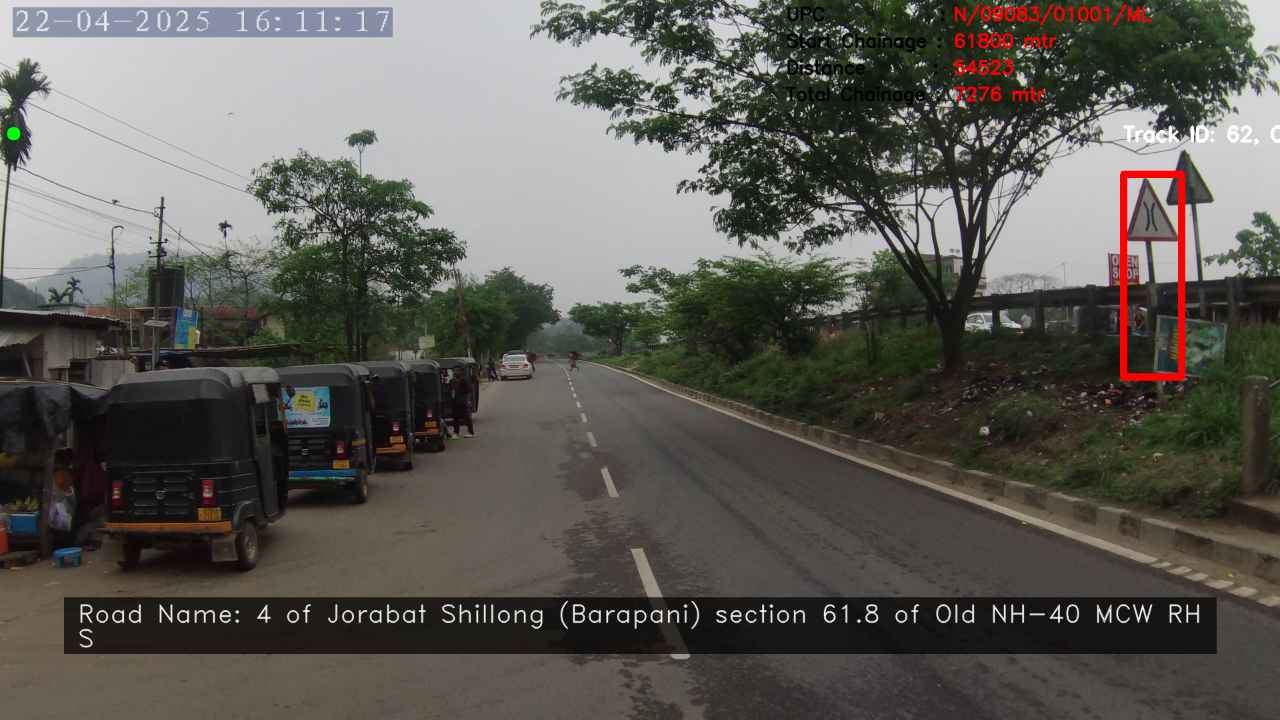 22-04-2025 16:11:17
UPC : N/09083/01001/ML
Start Chainage : 61800 mtr
Distance : 54523
Total Chainage : 7276 mtr
Track ID: 62,
OPEN
Road Name: 4 of Jorabat Shillong (Barapani) section 61.8 of Old NH-40 MCW RH
S